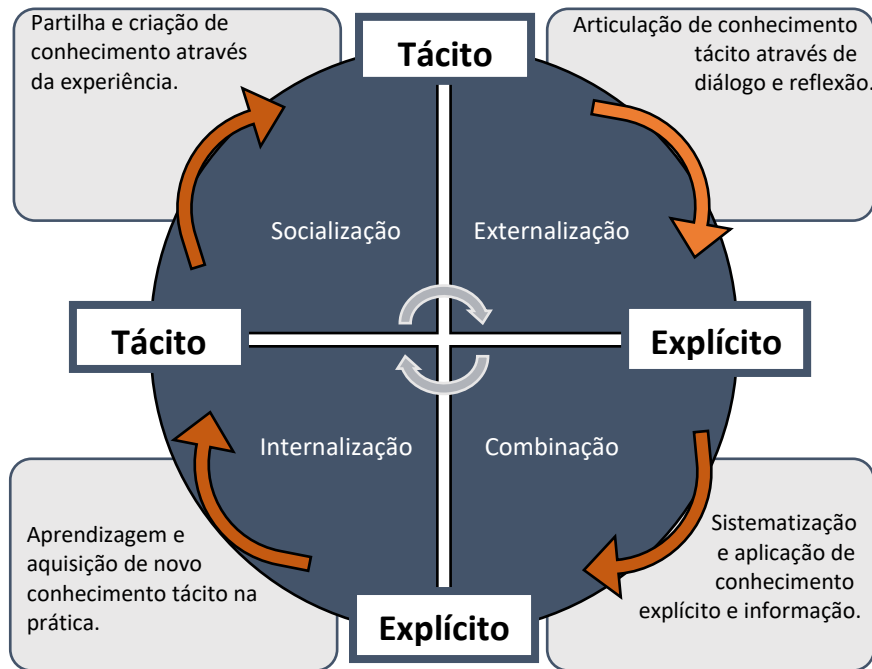 Partilha e criação de
conhecimento através
da experiência.
Tácito
Articulação de conhecimento
tácito através de
diálogo e reflexão.
Socialização
Externalização
Tácito
Explícito
Internalização
Combinação
Aprendizagem e
aquisição de novo
conhecimento tácito na
prática.
Explícito
Sistematização
e aplicação de
conhecimento
explícito e informação.